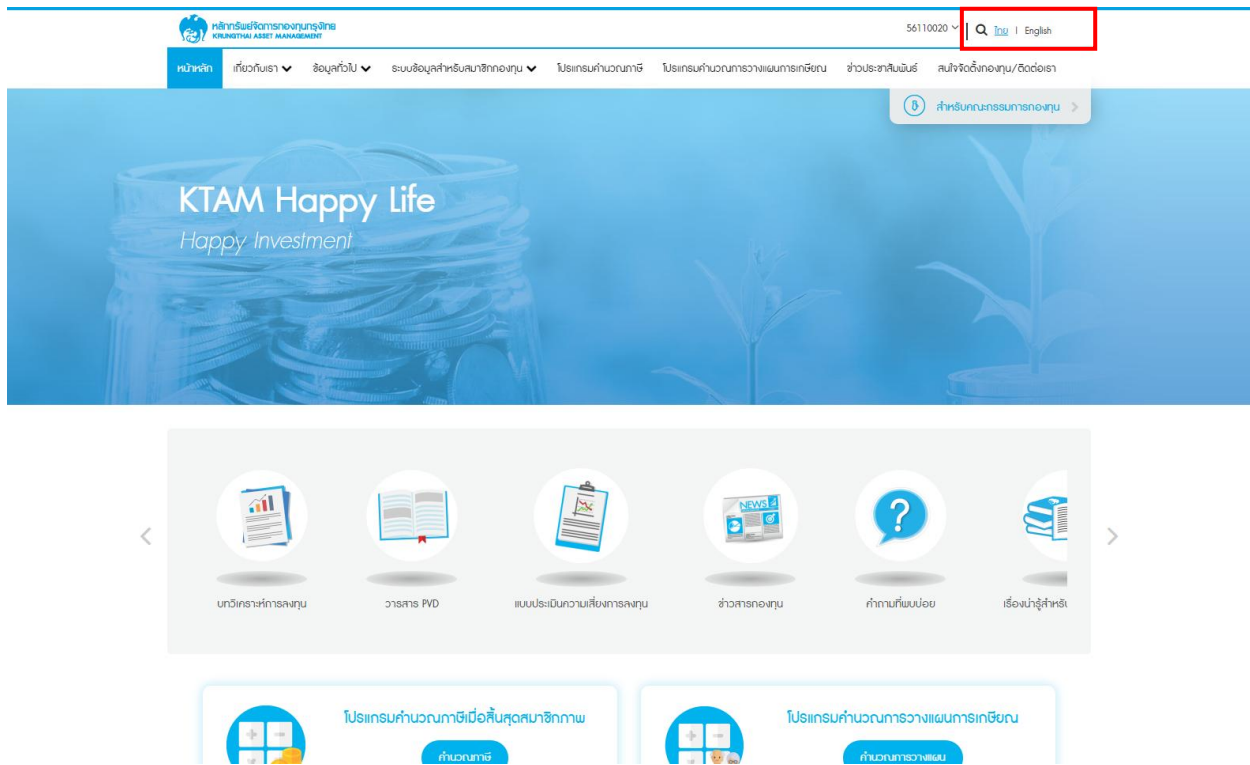 หลักทรัพย์จัดการกองทุนกรุงไทย
KRUNGTHAI ASSET MANAGEMENT
56110020
ไทย | English
หน้าหลัก เกี่ยวกับเรา ข้อมูลทั่วไป ระบบข้อมูลสำหรับสมาชิกกองทุน โปรแกรมคำนวณภาษี โปรแกรมคำนวณการวางแผนการเกษียณ ข่าวประชาสัมพันธ์ สนใจจัดตั้งกองทุน/ติดต่อเรา
สำหรับคณะกรรมการกองทุน
KTAM Happy Life
Happy Investment
NEWS
บทวิเคราะห์การลงทุน วารสาร PVD แบบประเมินความเสี่ยงการลงทุน ข่าวสารกองทุน คำถามที่พบบ่อย เรื่องน่ารู้สำหรับ
โปรแกรมคำนวณภาษีเมื่อสิ้นสุดสมาชิกภาพ
คำนวณภาษี
โปรแกรมคำนวณการวางแผนการเกษียณ
คำนวณการวางแผน